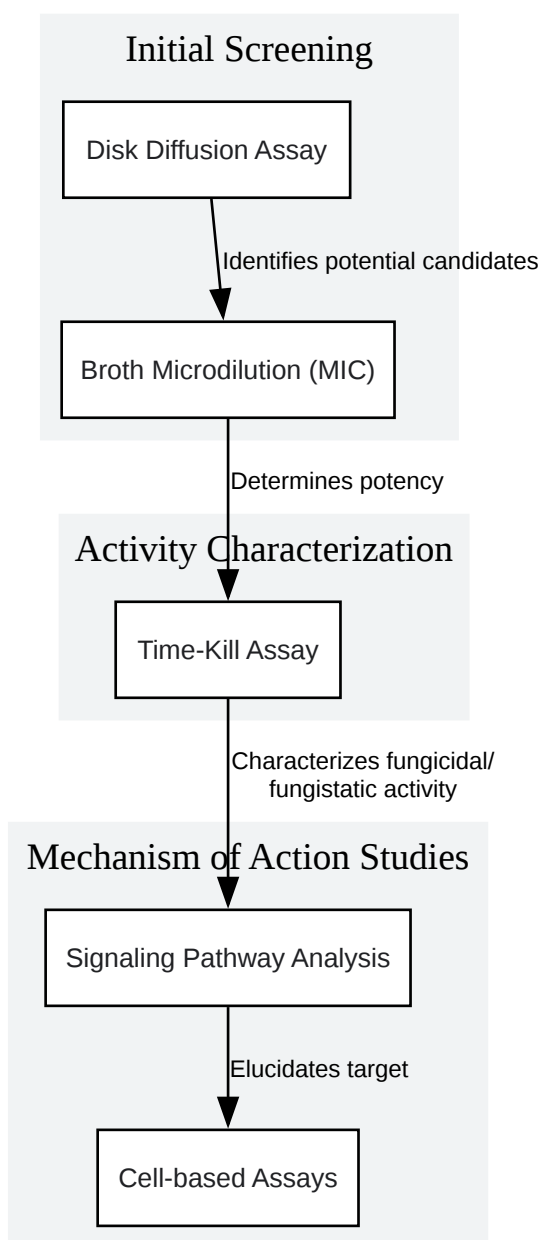 Initial Screening
Disk Diffusion Assay
Identifies potential candidates
Broth Microdilution (MIC)
Determines potency
Activity Characterization
Time-Kill Assay
Characterizes fungicidal/
fungistatic activity
Mechanism of Action Studies
Signaling Pathway Analysis
Elucidates target
Cell-based Assays